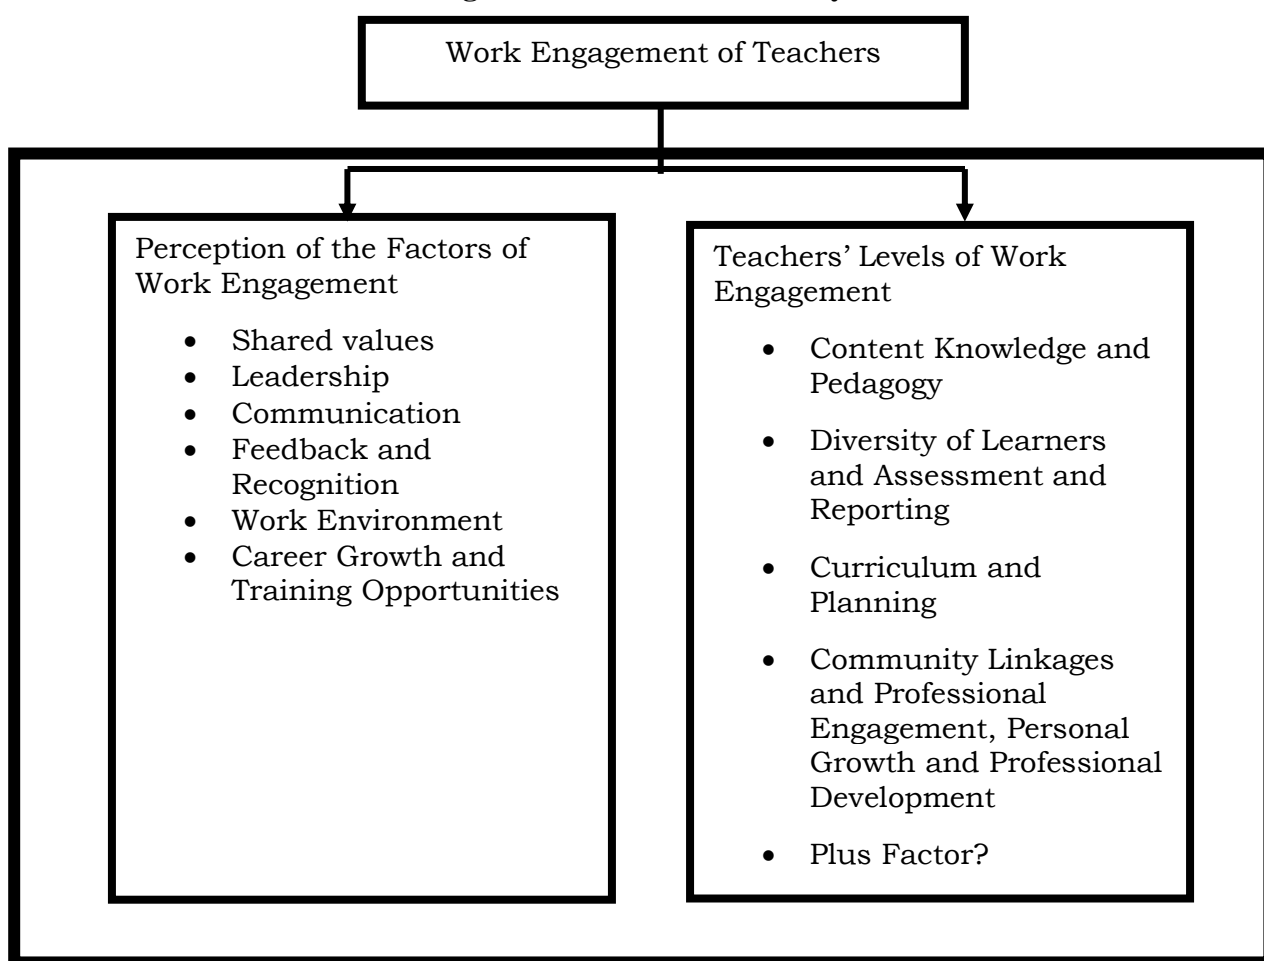 Work Engagement of Teachers
Perception of the Factors of
Work Engagement
• Shared values
• Leadership
• Communication
• Feedback and
Recognition
• Work Environment
• Career Growth and
Training Opportunities
Teachers’ Levels of Work
Engagement
• Content Knowledge and
Pedagogy
• Diversity of Learners
and Assessment and
Reporting
• Curriculum and
Planning
• Community Linkages
and Professional
Engagement, Personal
Growth and Professional
Development
• Plus Factor?